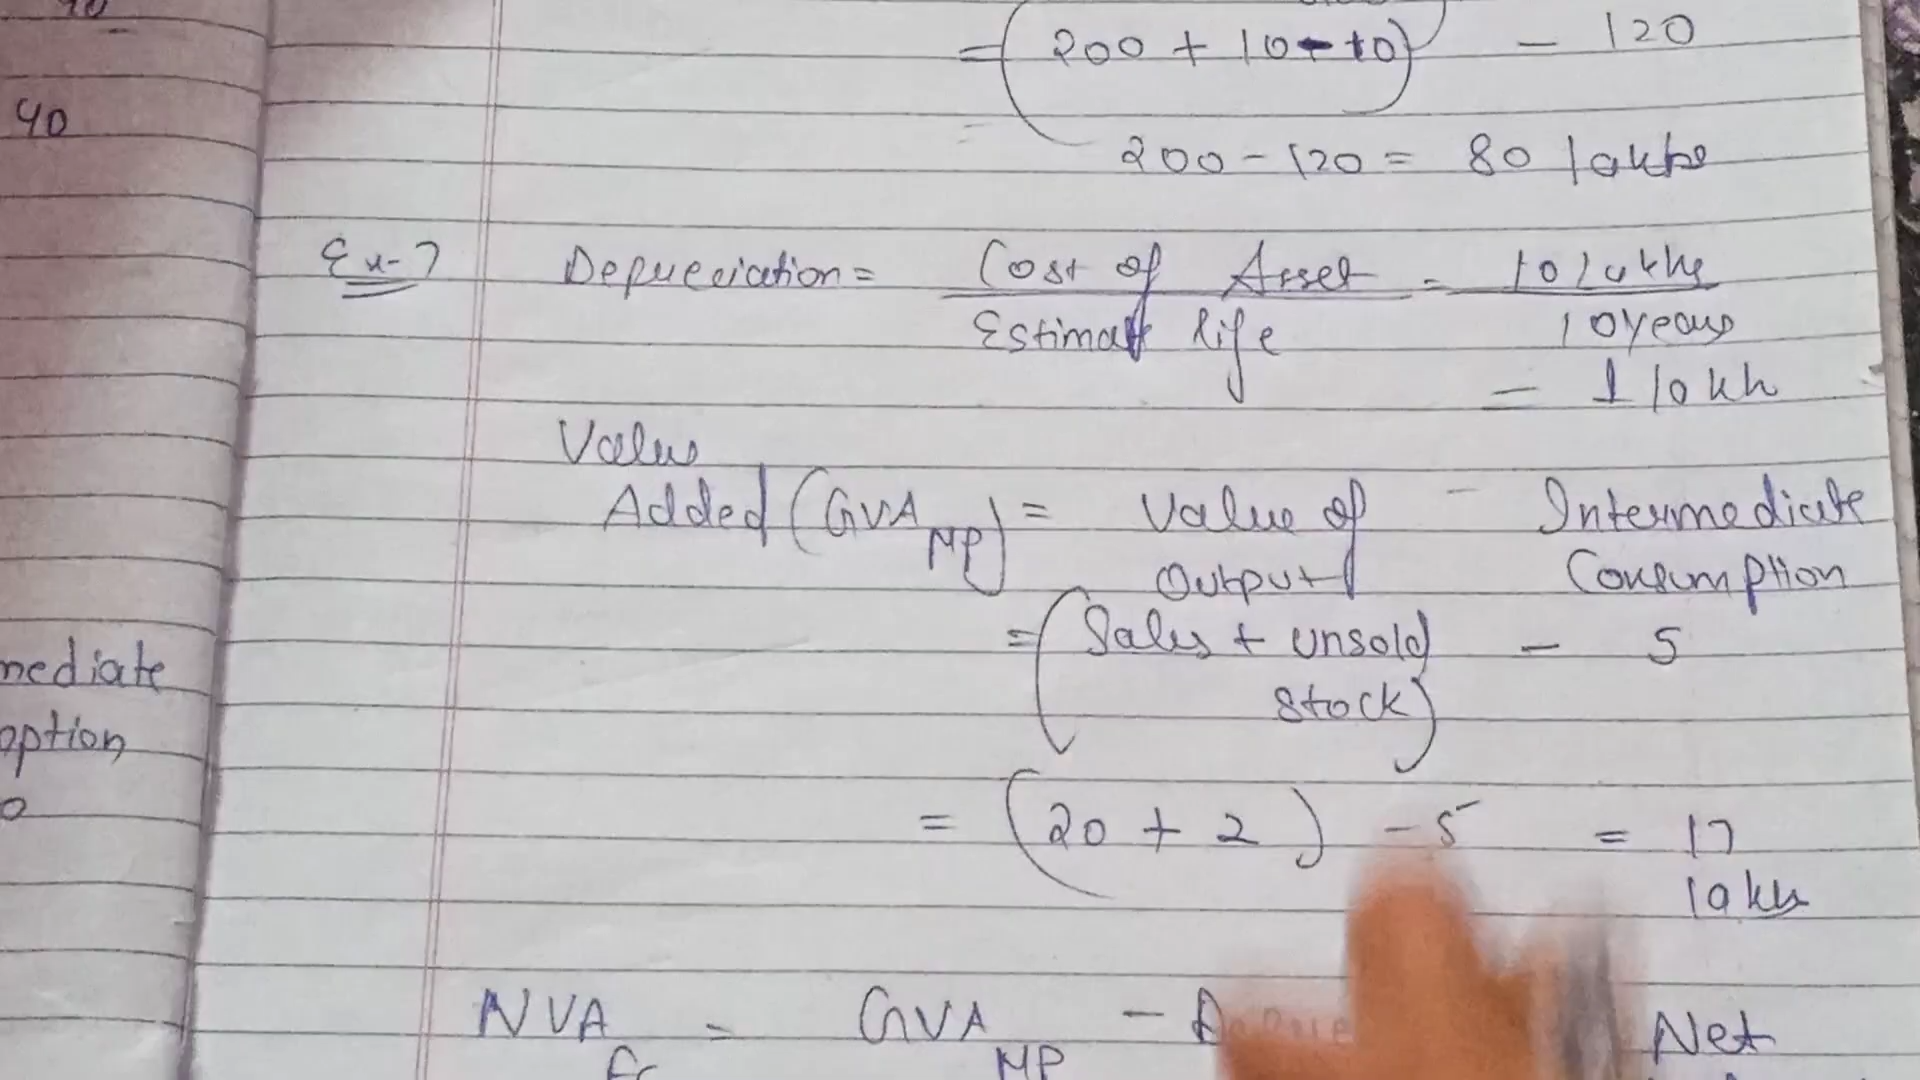 40
mediate
option
= (200 + 10 - 10) - 120
200 - 120 = 80 lakhs
Ex-7 Depreciation = Cost of Asset = 10 lakhs
Estimat life 10 years
= 1 lakh
Value
Added (GVA MP) = Value of - Intermediate
Output Consumption
= (Sales + unsold - 5
stock)
= (20 + 2) - 5 = 17
lakhs
NVA = GVA - Net
FC MP